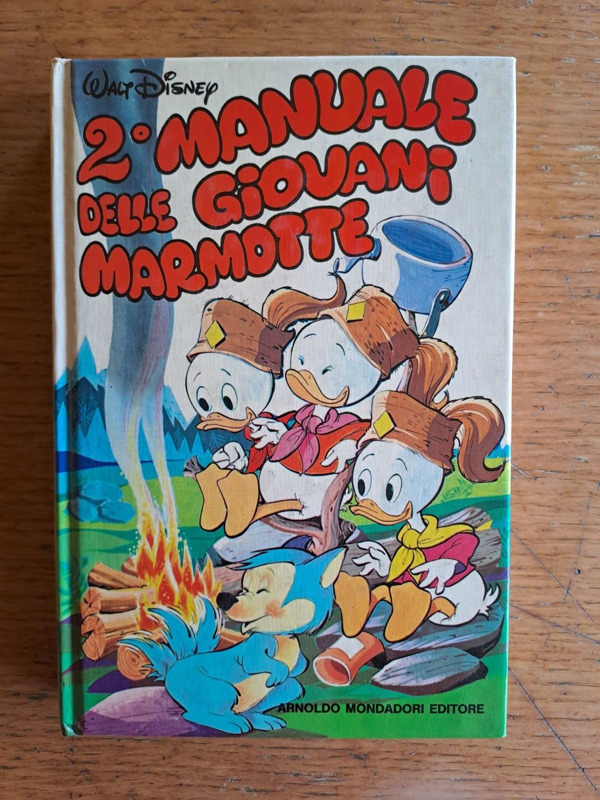 WALT DISNEY
2° MANUALE
DELLE GIOVANI
MARMOTTE
ARNOLDO MONDADORI EDITORE